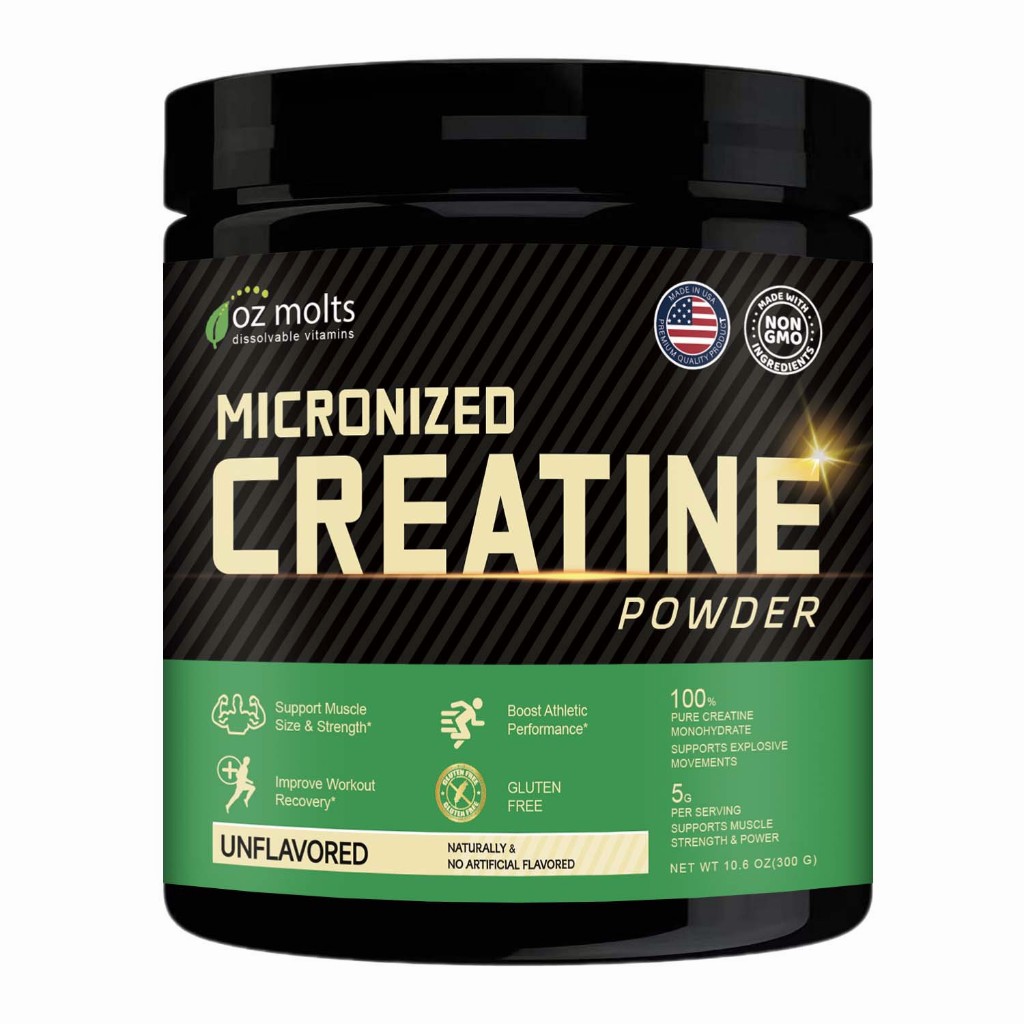 oz molts
dissolvable vitamins
MADE IN USA
PREMIUM QUALITY PRODUCT
MADE WITH
NON
GMO
INGREDIENTS
MICRONIZED
CREATINE
POWDER
Support Muscle
Size & Strength*
Boost Athletic
Performance*
Improve Workout
Recovery*
GLUTEN FREE
GLUTEN FREE
GLUTEN
FREE
100%
PURE CREATINE
MONOHYDRATE
SUPPORTS EXPLOSIVE
MOVEMENTS
5G
PER SERVING
SUPPORTS MUSCLE
STRENGTH & POWER
NET WT 10.6 OZ(300 G)
UNFLAVORED
NATURALLY &
NO ARTIFICIAL FLAVORED